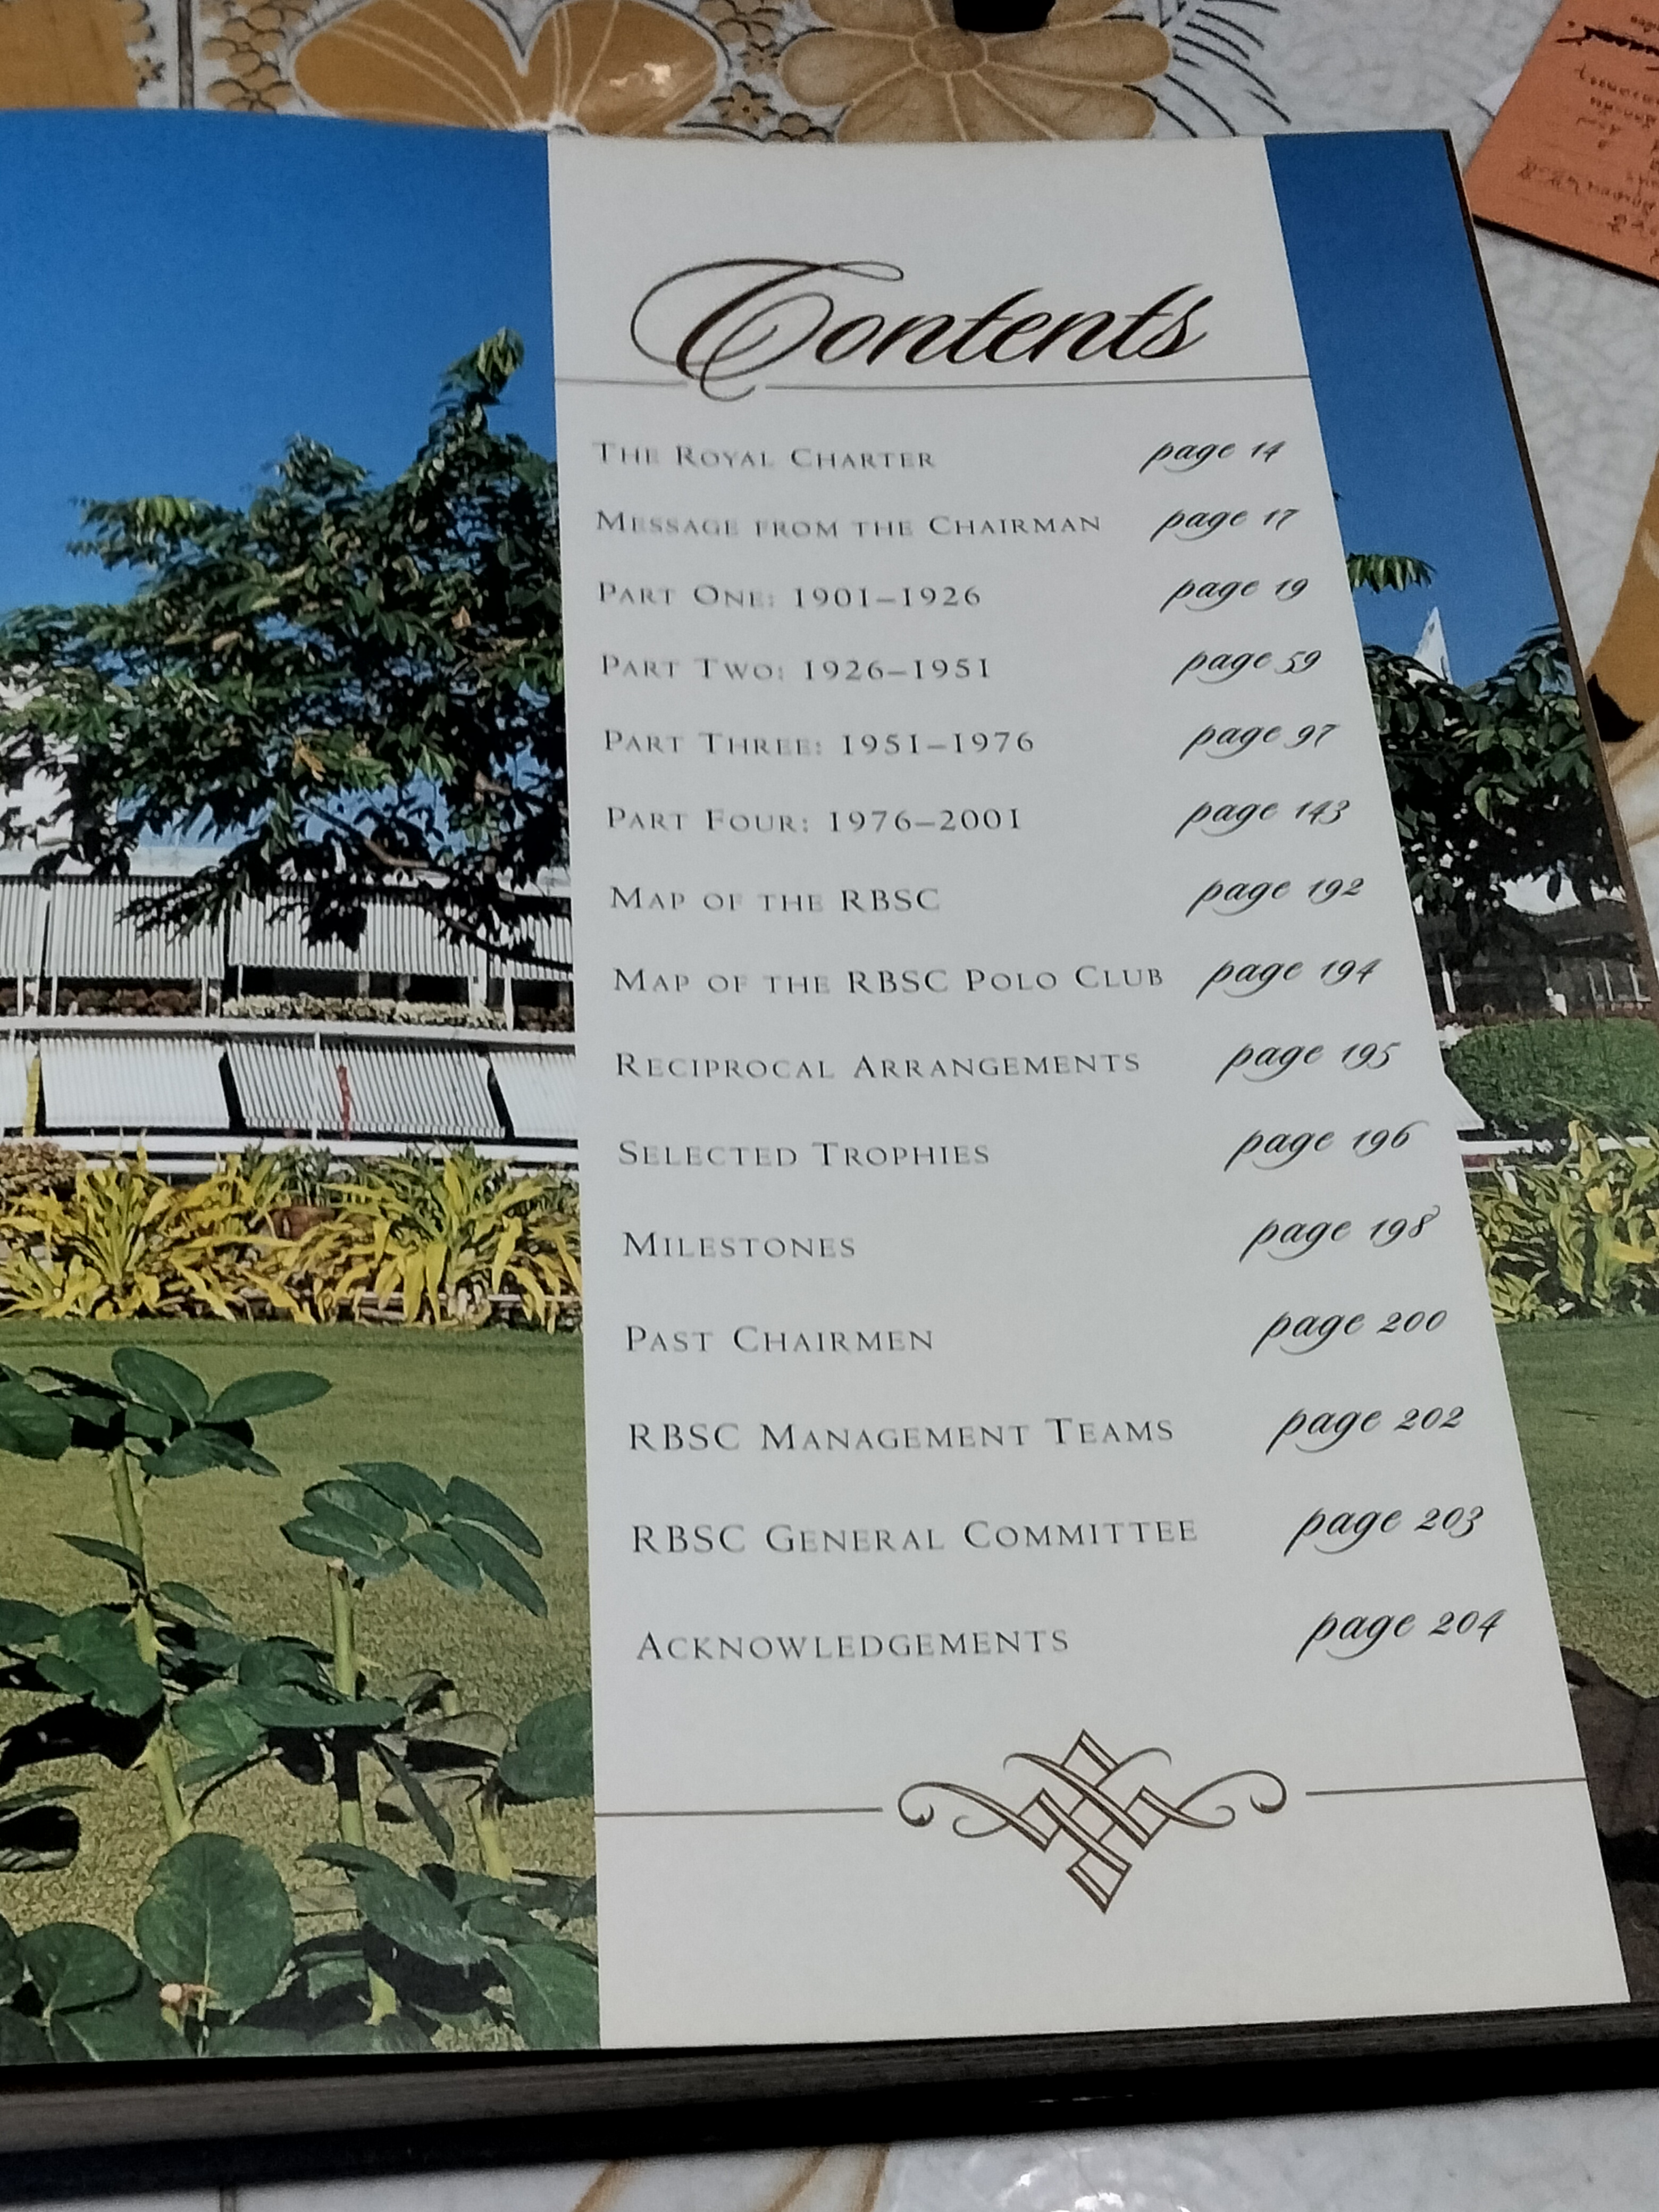 Contents
THE ROYAL CHARTER page 14
MESSAGE FROM THE CHAIRMAN page 17
PART ONE: 1901–1926 page 19
PART TWO: 1926–1951 page 59
PART THREE: 1951–1976 page 97
PART FOUR: 1976–2001 page 143
MAP OF THE RBSC page 192
MAP OF THE RBSC POLO CLUB page 194
RECIPROCAL ARRANGEMENTS page 195
SELECTED TROPHIES page 196
MILESTONES page 198
PAST CHAIRMEN page 200
RBSC MANAGEMENT TEAMS page 202
RBSC GENERAL COMMITTEE page 203
ACKNOWLEDGEMENTS page 204